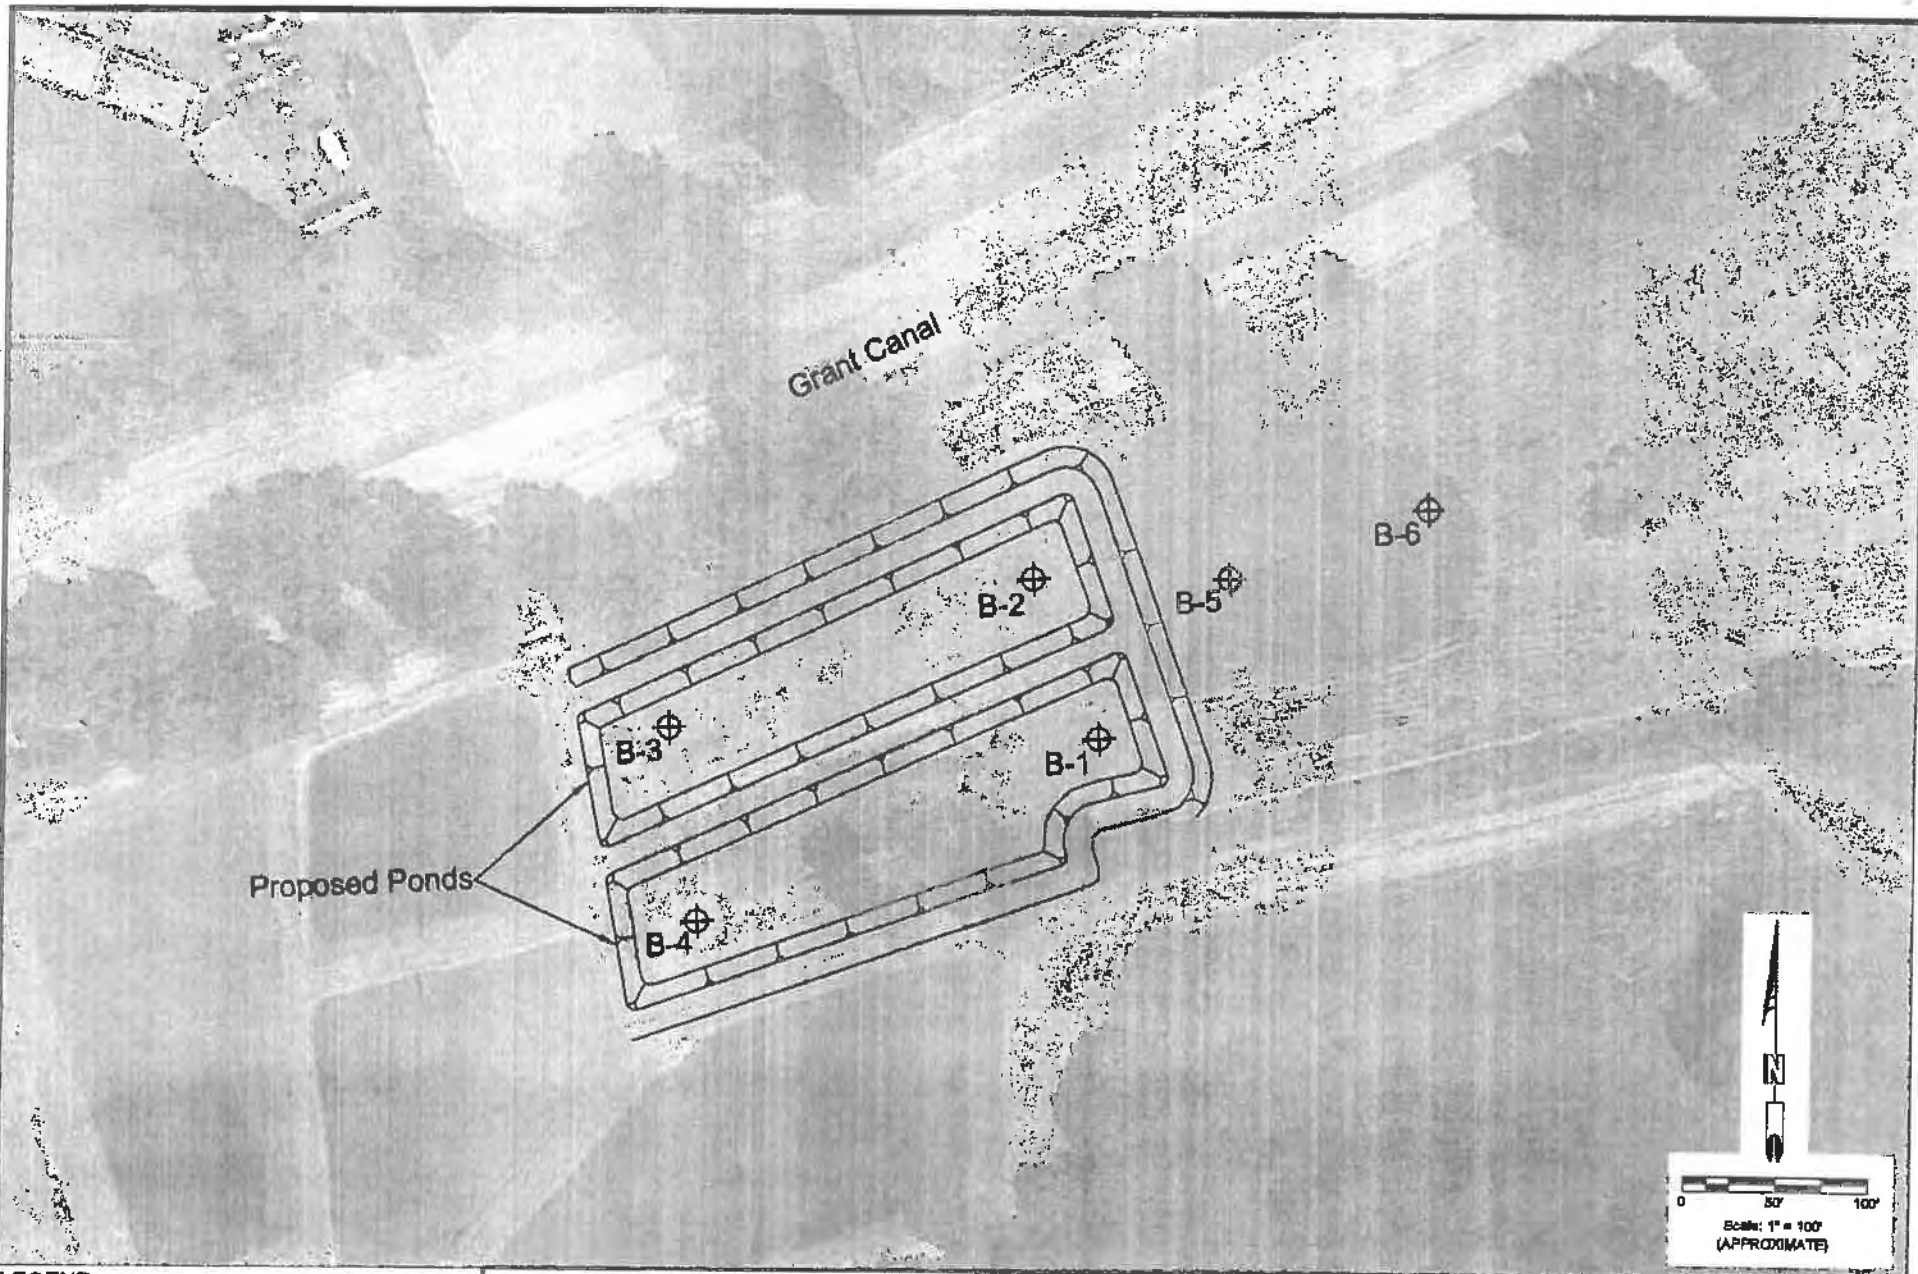 Grant Canal
B-6
B-2
B-5
B-3
B-1
Proposed Ponds
B-4
N
0 50' 100'
Scale: 1" = 100'
(APPROXIMATE)